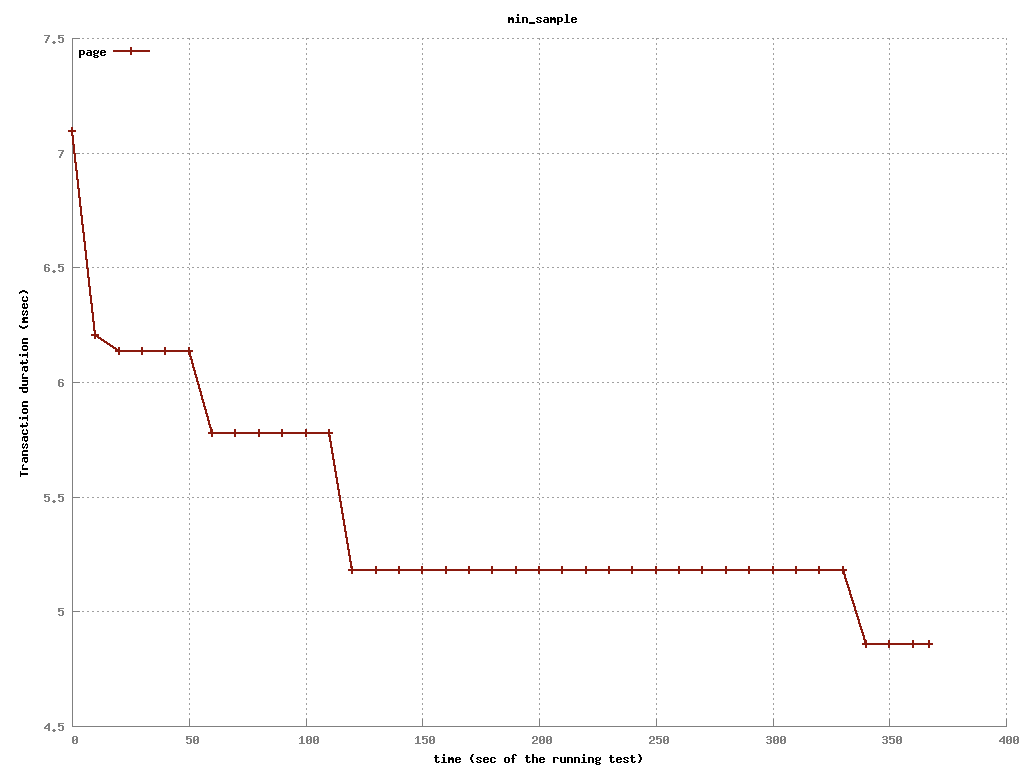 min_sample
7.5
page
7
6.5
6
5.5
5
4.5
Transaction duration (msec)
0 50 100 150 200 250 300 350 400
time (sec of the running test)